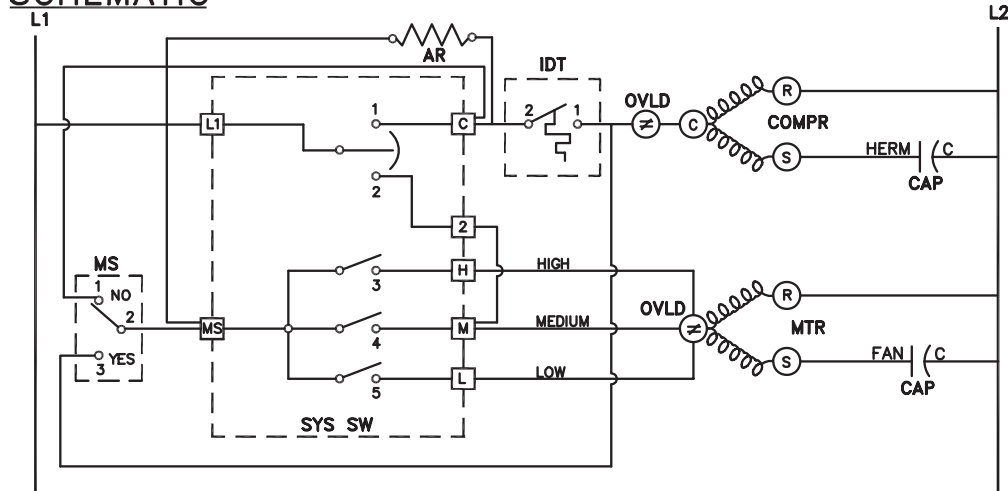 SCHEMATIC
L1
L2
AR
IDT
OVLD
L1
1
C
2
1
C
R
COMPR
S
HERM
C
CAP
2
2
MS
1
NO
2
YES
3
MS
3
H
HIGH
4
M
MEDIUM
5
L
LOW
SYS SW
OVLD
R
MTR
S
FAN
C
CAP